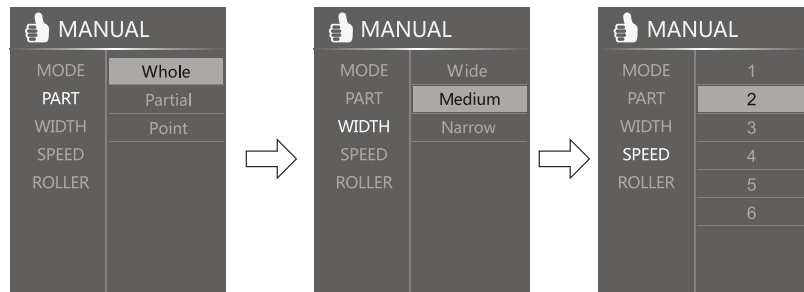 MANUAL
MODE
PART
WIDTH
SPEED
ROLLER
Whole
Partial
Point
MANUAL
MODE
PART
WIDTH
SPEED
ROLLER
Wide
Medium
Narrow
MANUAL
MODE
PART
WIDTH
SPEED
ROLLER
1
2
3
4
5
6